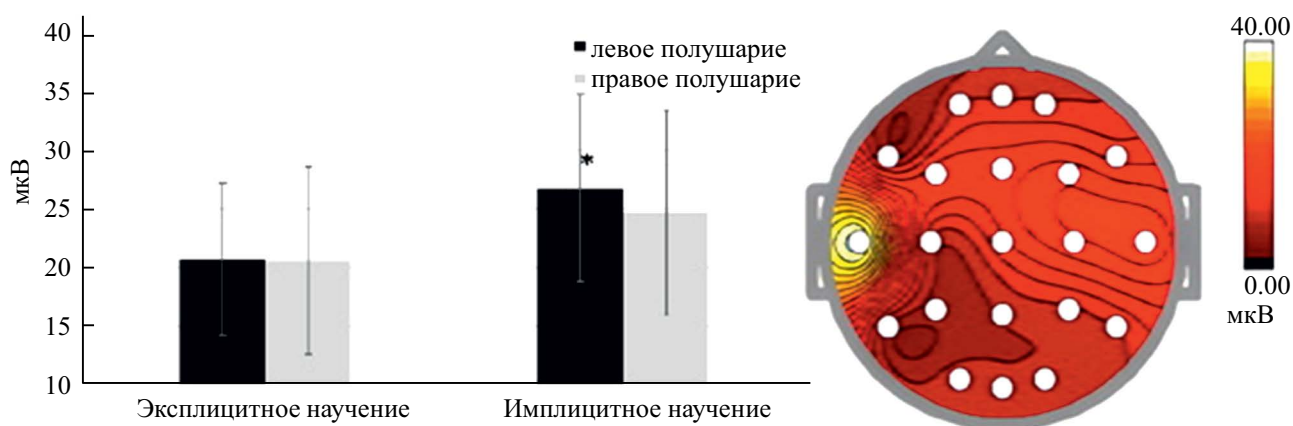 мкВ
40
35
30
25
20
15
10
левое полушарие
правое полушарие
*
Эксплицитное научение
Имплицитное научение
40.00
0.00
мкВ